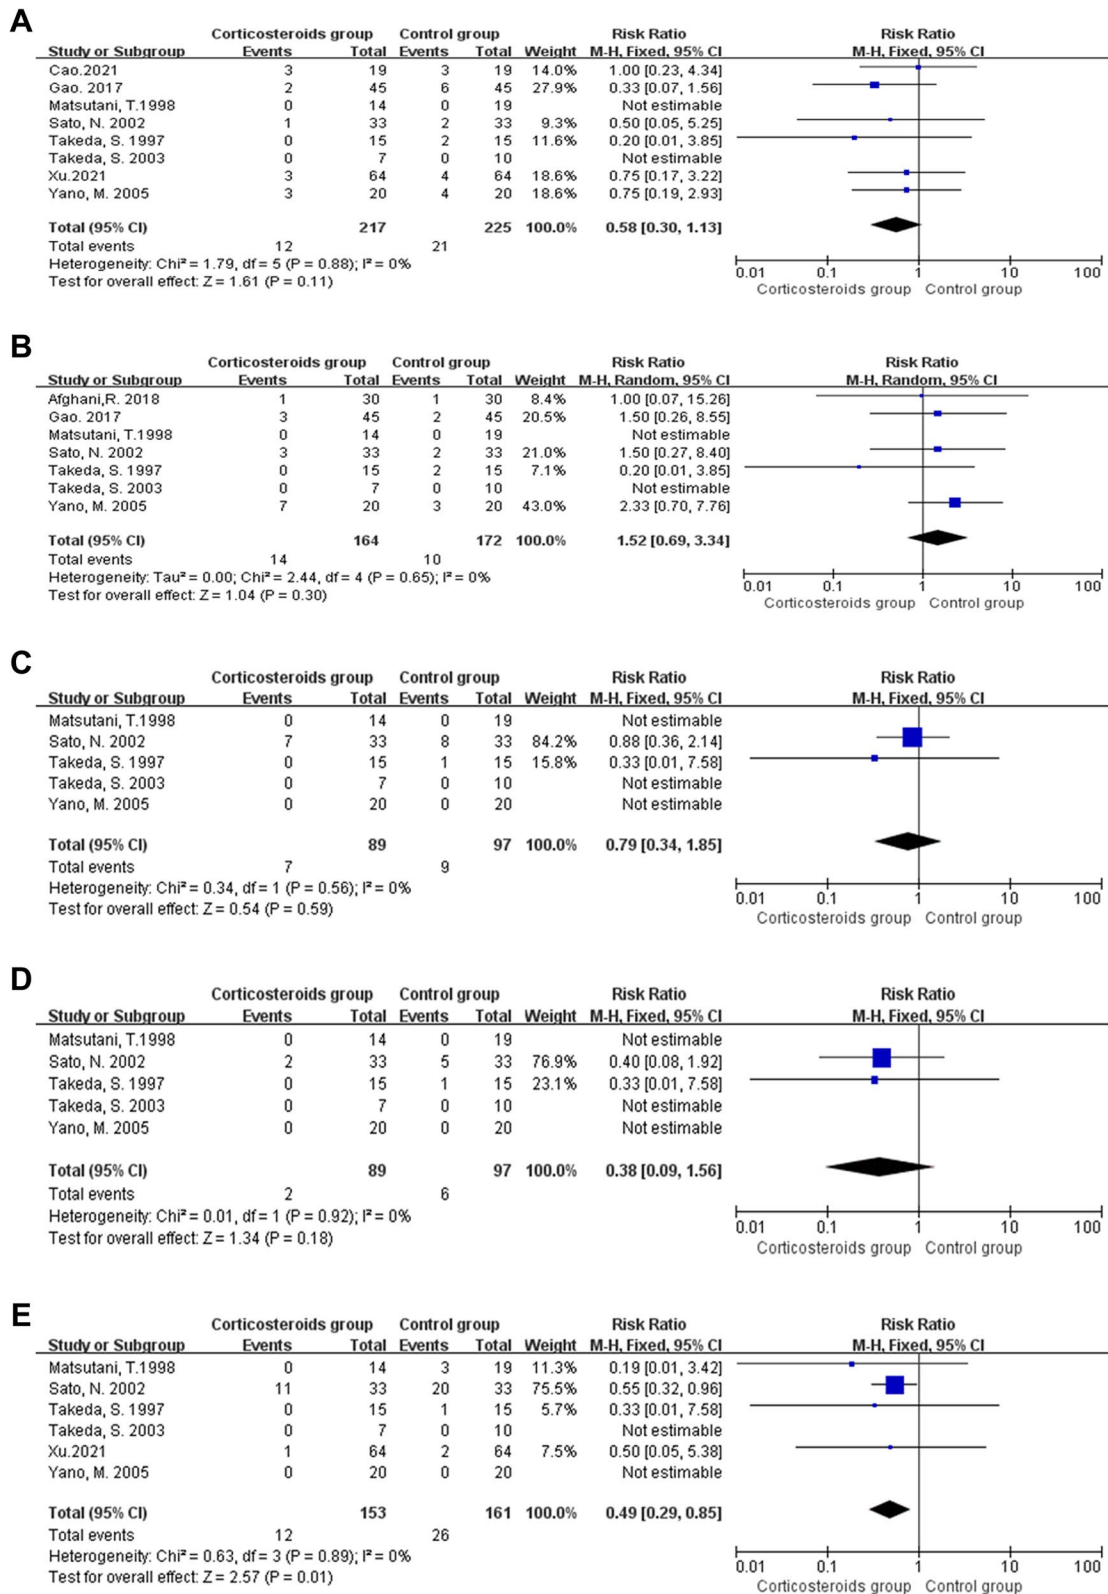 A
Corticosteroids group Control group Risk Ratio Risk Ratio
Study or Subgroup Events Total Events Total Weight M-H, Fixed, 95% CI M-H, Fixed, 95% CI
Cao.2021 3 19 3 19 14.0% 1.00 [0.23, 4.34]
Gao. 2017 2 45 6 45 27.9% 0.33 [0.07, 1.56]
Matsutani, T.1998 0 14 0 19 Not estimable
Sato, N. 2002 1 33 2 33 9.3% 0.50 [0.05, 5.25]
Takeda, S. 1997 0 15 2 15 11.6% 0.20 [0.01, 3.85]
Takeda, S. 2003 0 7 0 10 Not estimable
Xu.2021 3 64 4 64 18.6% 0.75 [0.17, 3.22]
Yano, M. 2005 3 20 4 20 18.6% 0.75 [0.19, 2.93]
Total (95% CI) 217 225 100.0% 0.58 [0.30, 1.13]
Total events 12 21
Heterogeneity: Chi² = 1.79, df = 5 (P = 0.88); I² = 0%
Test for overall effect: Z = 1.61 (P = 0.11)
0.01 0.1 1 10 100
Corticosteroids group Control group
B
Corticosteroids group Control group Risk Ratio Risk Ratio
Study or Subgroup Events Total Events Total Weight M-H, Random, 95% CI M-H, Random, 95% CI
Afghani,R. 2018 1 30 1 30 8.4% 1.00 [0.07, 15.26]
Gao. 2017 3 45 2 45 20.5% 1.50 [0.26, 8.55]
Matsutani, T.1998 0 14 0 19 Not estimable
Sato, N. 2002 3 33 2 33 21.0% 1.50 [0.27, 8.40]
Takeda, S. 1997 0 15 2 15 7.1% 0.20 [0.01, 3.85]
Takeda, S. 2003 0 7 0 10 Not estimable
Yano, M. 2005 7 20 3 20 43.0% 2.33 [0.70, 7.76]
Total (95% CI) 164 172 100.0% 1.52 [0.69, 3.34]
Total events 14 10
Heterogeneity: Tau² = 0.00; Chi² = 2.44, df = 4 (P = 0.65); I² = 0%
Test for overall effect: Z = 1.04 (P = 0.30)
0.01 0.1 1 10 100
Corticosteroids group Control group
C
Corticosteroids group Control group Risk Ratio Risk Ratio
Study or Subgroup Events Total Events Total Weight M-H, Fixed, 95% CI M-H, Fixed, 95% CI
Matsutani, T.1998 0 14 0 19 Not estimable
Sato, N. 2002 7 33 8 33 84.2% 0.88 [0.36, 2.14]
Takeda, S. 1997 0 15 1 15 15.8% 0.33 [0.01, 7.58]
Takeda, S. 2003 0 7 0 10 Not estimable
Yano, M. 2005 0 20 0 20 Not estimable
Total (95% CI) 89 97 100.0% 0.79 [0.34, 1.85]
Total events 7 9
Heterogeneity: Chi² = 0.34, df = 1 (P = 0.56); I² = 0%
Test for overall effect: Z = 0.54 (P = 0.59)
0.01 0.1 1 10 100
Corticosteroids group Control group
D
Corticosteroids group Control group Risk Ratio Risk Ratio
Study or Subgroup Events Total Events Total Weight M-H, Fixed, 95% CI M-H, Fixed, 95% CI
Matsutani, T.1998 0 14 0 19 Not estimable
Sato, N. 2002 2 33 5 33 76.9% 0.40 [0.08, 1.92]
Takeda, S. 1997 0 15 1 15 23.1% 0.33 [0.01, 7.58]
Takeda, S. 2003 0 7 0 10 Not estimable
Yano, M. 2005 0 20 0 20 Not estimable
Total (95% CI) 89 97 100.0% 0.38 [0.09, 1.56]
Total events 2 6
Heterogeneity: Chi² = 0.01, df = 1 (P = 0.92); I² = 0%
Test for overall effect: Z = 1.34 (P = 0.18)
0.01 0.1 1 10 100
Corticosteroids group Control group
E
Corticosteroids group Control group Risk Ratio Risk Ratio
Study or Subgroup Events Total Events Total Weight M-H, Fixed, 95% CI M-H, Fixed, 95% CI
Matsutani, T.1998 0 14 3 19 11.3% 0.19 [0.01, 3.42]
Sato, N. 2002 11 33 20 33 75.5% 0.55 [0.32, 0.96]
Takeda, S. 1997 0 15 1 15 5.7% 0.33 [0.01, 7.58]
Takeda, S. 2003 0 7 0 10 Not estimable
Xu.2021 1 64 2 64 7.5% 0.50 [0.05, 5.38]
Yano, M. 2005 0 20 0 20 Not estimable
Total (95% CI) 153 161 100.0% 0.49 [0.29, 0.85]
Total events 12 26
Heterogeneity: Chi² = 0.63, df = 3 (P = 0.89); I² = 0%
Test for overall effect: Z = 2.57 (P = 0.01)
0.01 0.1 1 10 100
Corticosteroids group Control group